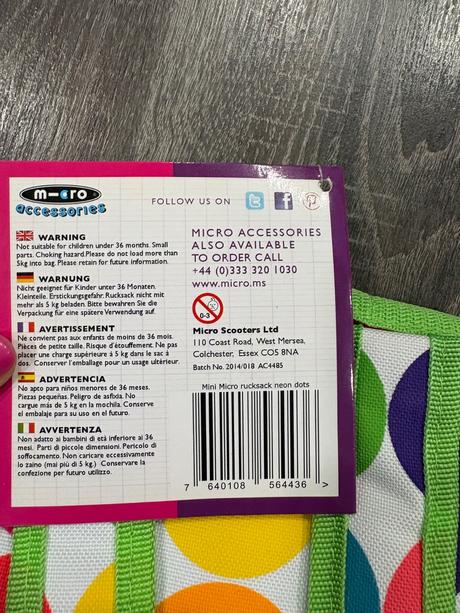 micro
accessories
FOLLOW US ON
WARNING
Not suitable for children under 36 months. Small
parts. Choking hazard.Please do not load more than
5kg into bag. Please retain for future information.
WARNUNG
Nicht geeignet für Kinder unter 36 Monaten.
Kleinteile. Erstickungsgefahr. Rucksack nicht mit
mehr als 5 kg beladen. Bitte bewahren Sie die
Verpackung für eine spätere Verwendung auf.
AVERTISSEMENT
Ne convient pas aux enfants de moins de 36 mois.
Pièces de petite taille. Risque d'étouffement. Ne pas
placer une charge supérieure à 5 kg dans le sac à
dos. Conserver l'emballage pour un usage ultérieur.
ADVERTENCIA
No apto para niños menores de 36 meses.
Piezas pequeñas. Peligro de asfixia. No
cargue más de 5 kg en la mochila. Conserve
el embalaje para su uso en el futuro.
AVVERTENZA
Non adatto ai bambini di età inferiore ai 36
mesi. Parti di piccole dimensioni. Pericolo di
soffocamento. Non caricare eccessivamente
lo zaino (mai più di 5 kg.) Conservare la
confezione per futuro utilizzo.
MICRO ACCESSORIES
ALSO AVAILABLE
TO ORDER CALL
+44 (0)333 320 1030
www.micro.ms
0-3
Micro Scooters Ltd
110 Coast Road, West Mersea,
Colchester, Essex CO5 8NA
Batch No. 2014/018 AC4485
Mini Micro rucksack neon dots
7 640108 564436 >